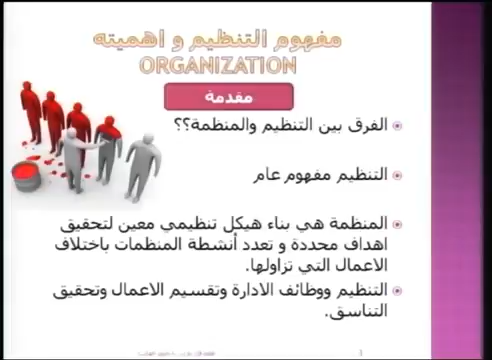 مفهوم التنظيم و اهميته
ORGANIZATION
مقدمة
الفرق بين التنظيم والمنظمة؟؟
التنظيم مفهوم عام
المنظمة هي بناء هيكل تنظيمي معين لتحقيق
اهداف محددة و تعدد أنشطة المنظمات باختلاف
الاعمال التي تزاولها.
التنظيم ووظائف الادارة وتقسيم الاعمال وتحقيق
التناسق.